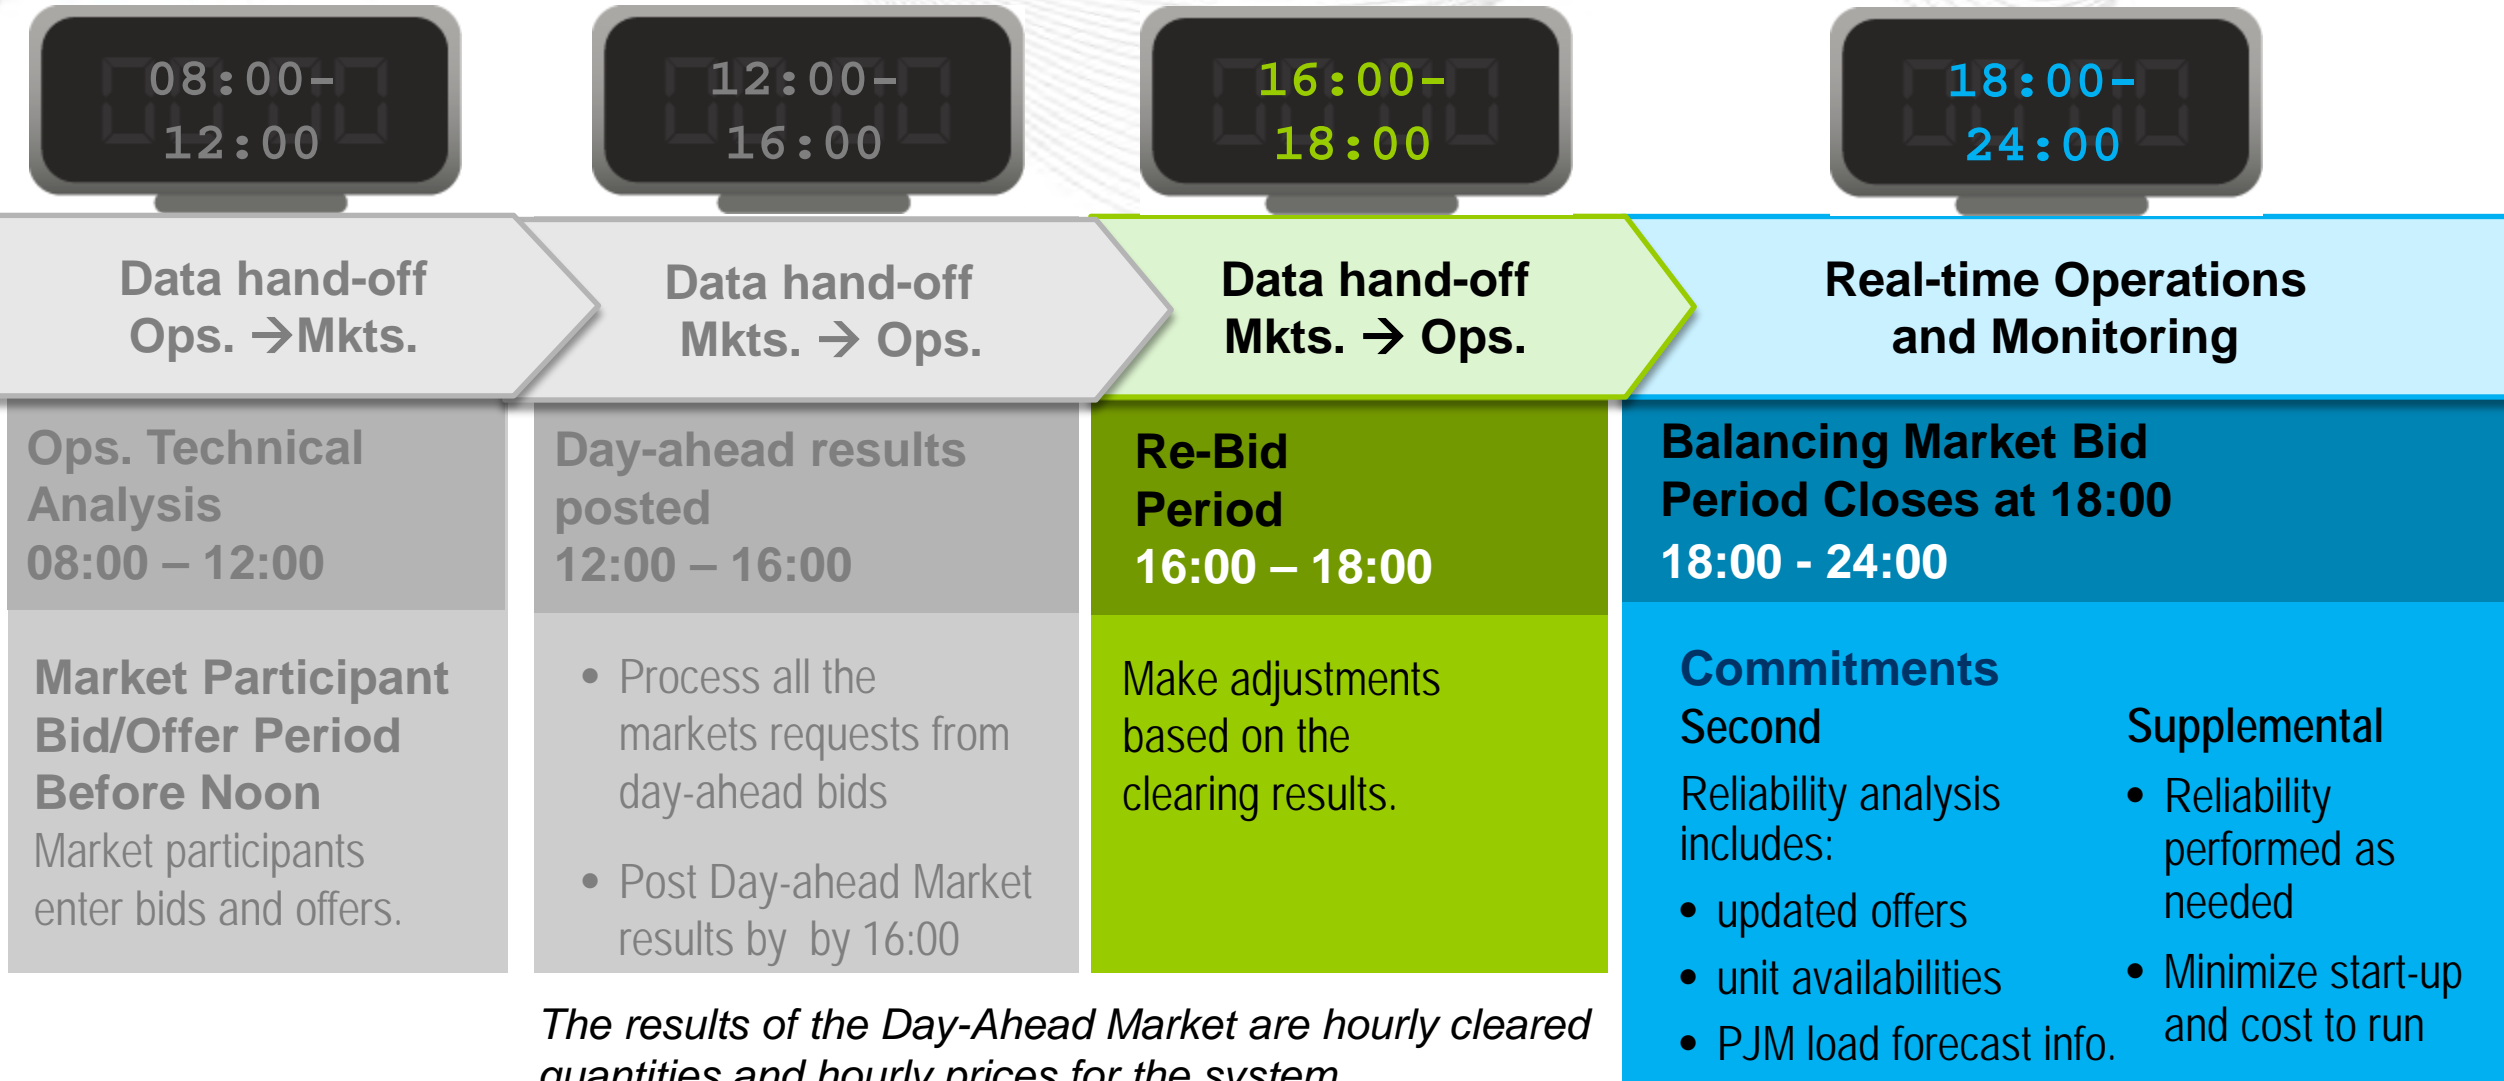 08:00-
12:00
12:00-
16:00
16:00-
18:00
18:00-
24:00
Data hand-off
Ops. →Mkts.
Data hand-off
Mkts. → Ops.
Data hand-off
Mkts. → Ops.
Real-time Operations
and Monitoring
Ops. Technical
Analysis
08:00 – 12:00
Market Participant
Bid/Offer Period
Before Noon
Market participants
enter bids and offers.
Day-ahead results
posted
12:00 – 16:00
• Process all the
markets requests from
day-ahead bids
• Post Day-ahead Market
results by  by 16:00
Re-Bid
Period
16:00 – 18:00
Make adjustments
based on the
clearing results.
Balancing Market Bid
Period Closes at 18:00
18:00 - 24:00
Commitments
Second
Reliability analysis
includes:
• updated offers
• unit availabilities
• PJM load forecast info.
Supplemental
• Reliability
performed as
needed
• Minimize start-up
and cost to run
The results of the Day-Ahead Market are hourly cleared
quantities and hourly prices for the system